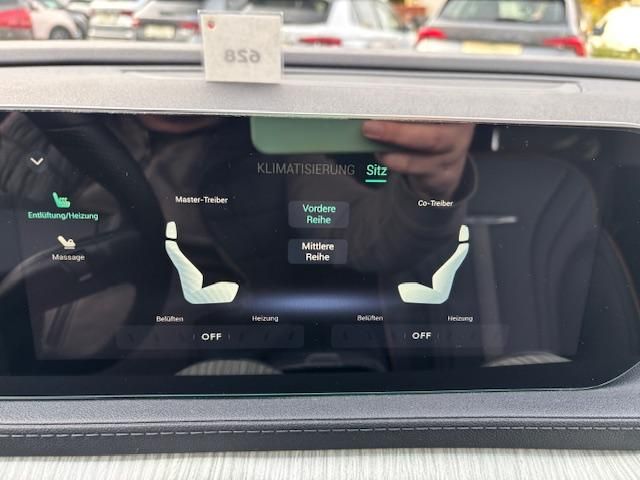 628
KLIMATISIERUNG Sitz
Entlüftung/Heizung
Massage
Master-Treiber
Vordere
Reihe
Mittlere
Reihe
Co-Treiber
Belüften Heizung
OFF
Belüften Heizung
OFF